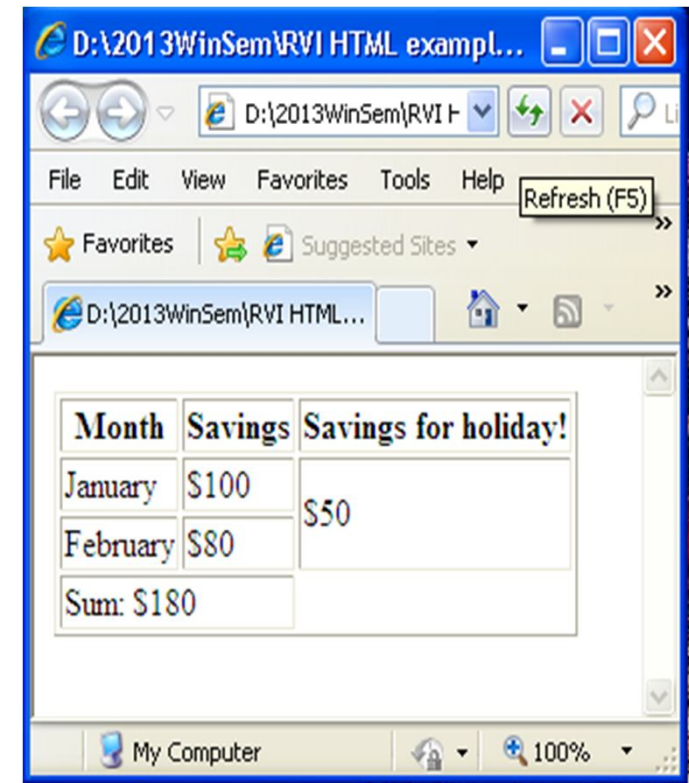 D:\2013WinSem\RVI HTML exampl...
D:\2013WinSem\RVI H
Li
File Edit View Favorites Tools Help
Refresh (F5)
Favorites Suggested Sites
»
D:\2013WinSem\RVI HTML...
»
Month Savings Savings for holiday!
January $100
$50
February $80
Sum: $180
My Computer 100%